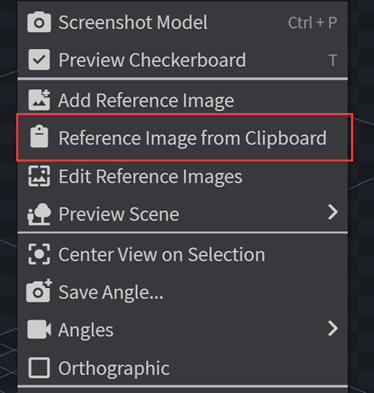 Screenshot Model Ctrl + P
Preview Checkerboard T
Add Reference Image
Reference Image from Clipboard
Edit Reference Images
Preview Scene
Center View on Selection
Save Angle...
Angles
Orthographic